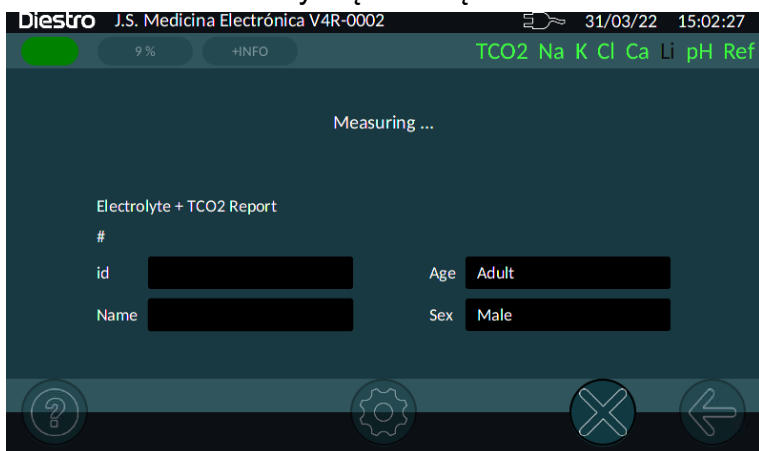 Diestro J.S. Medicina Electrónica V4R-0002 31/03/22 15:02:27
9 % +INFO TCO2 Na K Cl Ca Li pH Ref
Measuring ...
Electrolyte + TCO2 Report
#
id Age Adult
Name Sex Male
?